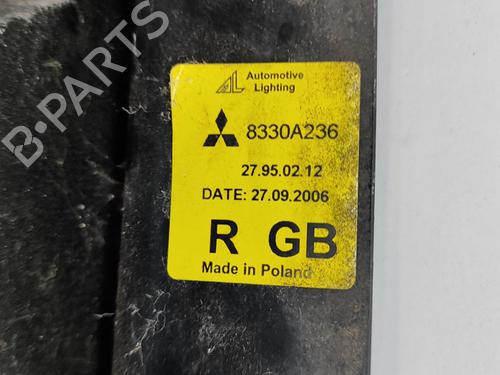 AL Automotive
Lighting
8330A236
27.95.02.12
DATE: 27.09.2006
R GB
Made in Poland
B-PARTS